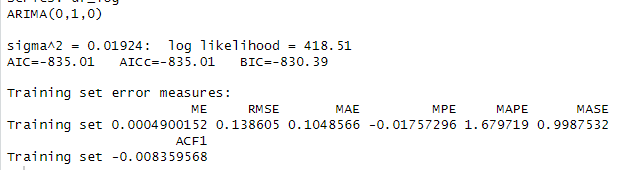 ARIMA(0,1,0)
sigma^2 = 0.01924: log likelihood = 418.51
AIC=-835.01 AICc=-835.01 BIC=-830.39
Training set error measures:
ME RMSE MAE MPE MAPE MASE
Training set 0.0004900152 0.138605 0.1048566 -0.01757296 1.679719 0.9987532
ACF1
Training set -0.008359568